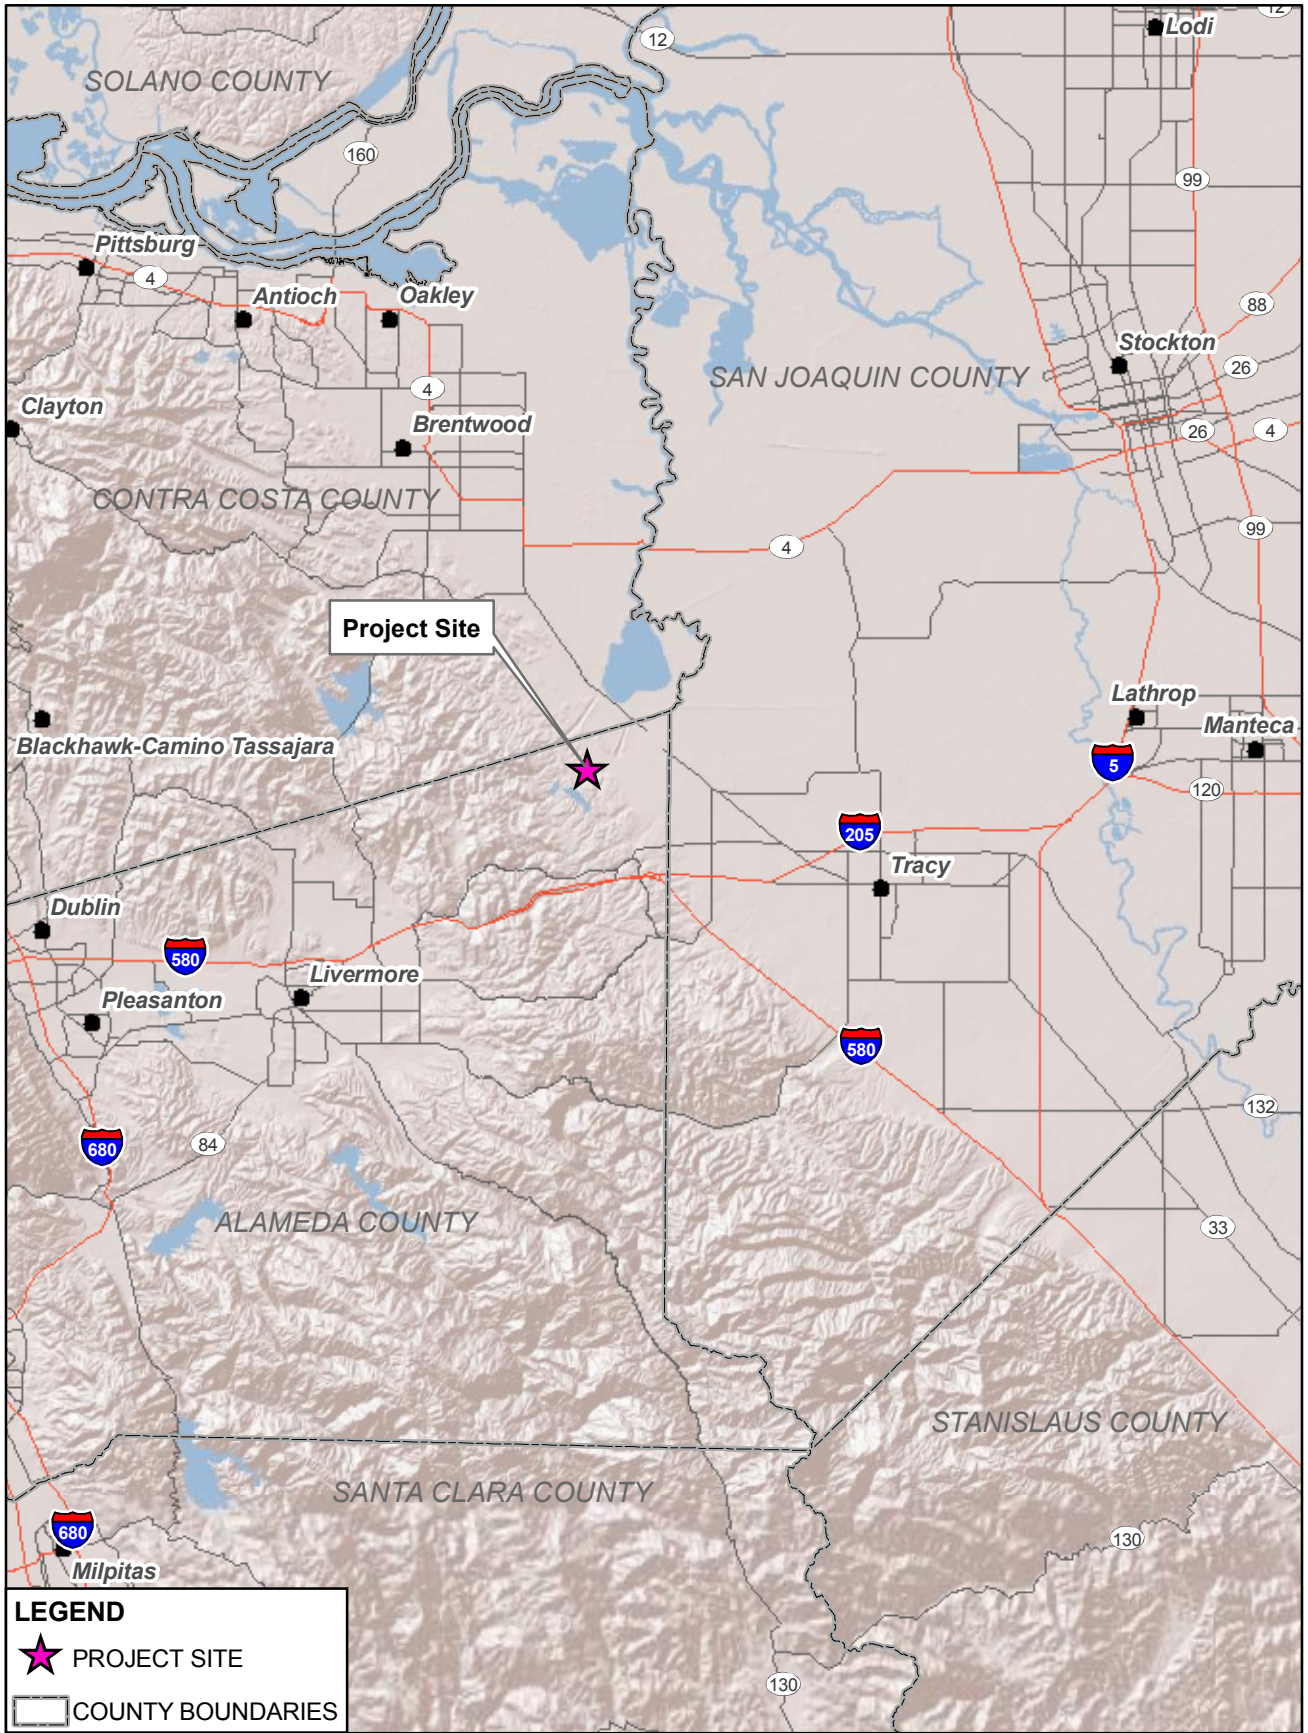 12
Lodi
12
SOLANO COUNTY
160
99
Pittsburg
4
Antioch
Oakley
88
Stockton
26
SAN JOAQUIN COUNTY
4
Clayton
Brentwood
26
4
CONTRA COSTA COUNTY
99
4
Project Site
Lathrop
Manteca
Blackhawk-Camino Tassajara
5
120
205
Tracy
Dublin
580
Livermore
Pleasanton
580
132
680
84
ALAMEDA COUNTY
33
STANISLAUS COUNTY
SANTA CLARA COUNTY
680
130
Milpitas
LEGEND
PROJECT SITE
130
COUNTY BOUNDARIES